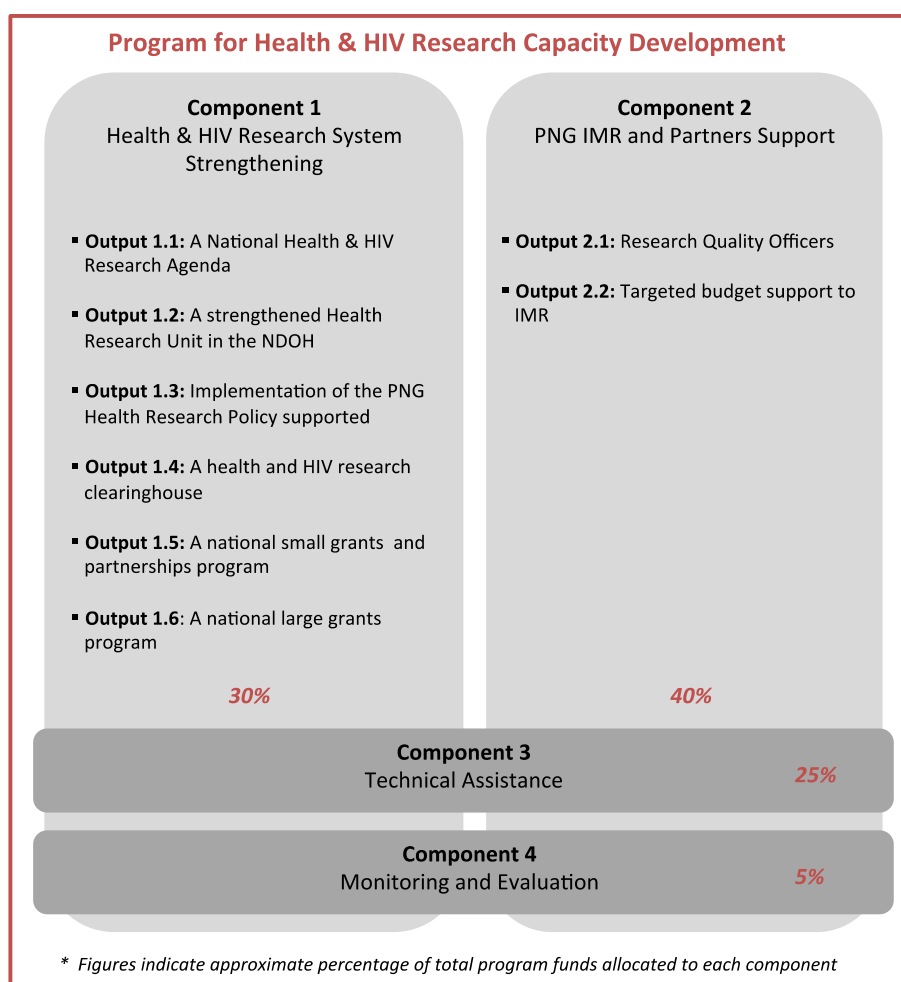 Program for Health & HIV Research Capacity Development
Component 1
Health & HIV Research System
Strengthening
▪ Output 1.1: A National Health & HIV
Research Agenda
▪ Output 1.2: A strengthened Health
Research Unit in the NDOH
▪ Output 1.3: Implementation of the PNG
Health Research Policy supported
▪ Output 1.4: A health and HIV research
clearinghouse
▪ Output 1.5: A national small grants and
partnerships program
▪ Output 1.6: A national large grants
program
30%
Component 2
PNG IMR and Partners Support
▪ Output 2.1: Research Quality Officers
▪ Output 2.2: Targeted budget support to
IMR
40%
Component 3
Technical Assistance
25%
Component 4
Monitoring and Evaluation
5%
* Figures indicate approximate percentage of total program funds allocated to each component